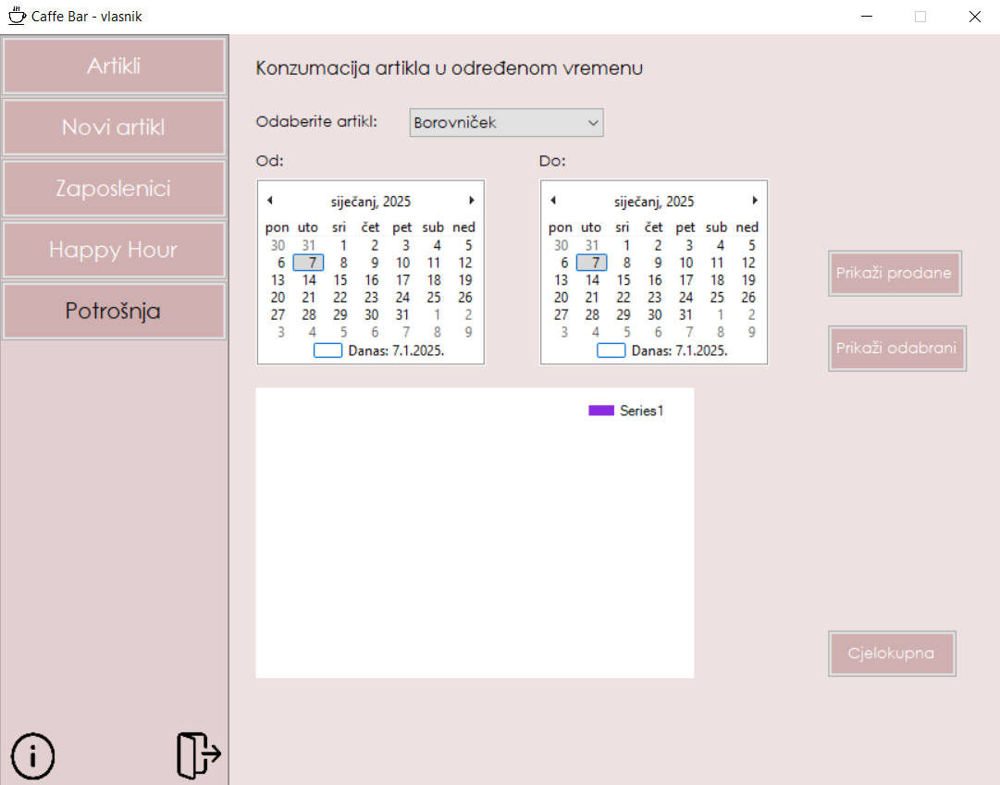 Caffe Bar - vlasnik
Artikli
Novi artikl
Zaposlenici
Happy Hour
Potrošnja
Konzumacija artikla u određenom vremenu
Odaberite artikl: Borovniček
Od:
siječanj, 2025
pon uto sri čet pet sub ned
30 31 1 2 3 4 5
6 7 8 9 10 11 12
13 14 15 16 17 18 19
20 21 22 23 24 25 26
27 28 29 30 31 1 2
3 4 5 6 7 8 9
Danas: 7.1.2025.
Do:
siječanj, 2025
pon uto sri čet pet sub ned
30 31 1 2 3 4 5
6 7 8 9 10 11 12
13 14 15 16 17 18 19
20 21 22 23 24 25 26
27 28 29 30 31 1 2
3 4 5 6 7 8 9
Danas: 7.1.2025.
Prikaži prodane
Prikaži odabrani
Series1
Cjelokupna